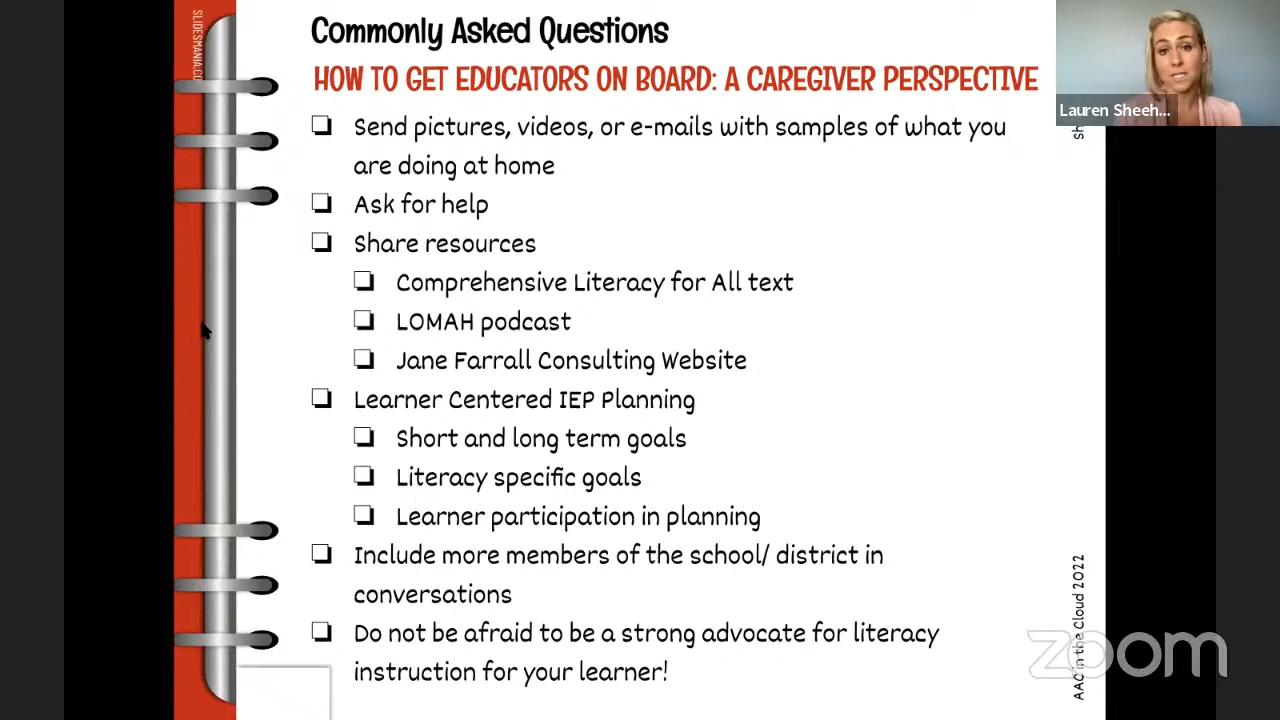 SLIDESMANIA.CO
Commonly Asked Questions
HOW TO GET EDUCATORS ON BOARD: A CAREGIVER PERSPECTIVE
❏ Send pictures, videos, or e-mails with samples of what you
are doing at home
❏ Ask for help
❏ Share resources
❏ Comprehensive Literacy for All text
❏ LOMAH podcast
❏ Jane Farrall Consulting Website
❏ Learner Centered IEP Planning
❏ Short and long term goals
❏ Literacy specific goals
❏ Learner participation in planning
❏ Include more members of the school/ district in
conversations
❏ Do not be afraid to be a strong advocate for literacy
instruction for your learner!
Lauren Sheeh...
sh
AAC in the Cloud 2022
zoom